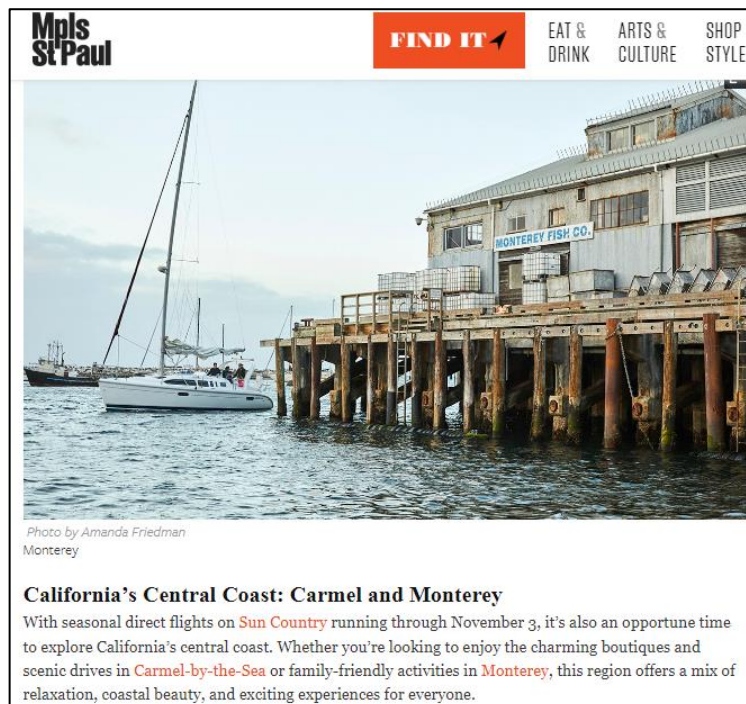 Mpls
St Paul
FIND IT
EAT &
DRINK
ARTS &
CULTURE
SHOP
STYLE
MONTEREY FISH CO.
Photo by Amanda Friedman
Monterey
California’s Central Coast: Carmel and Monterey
With seasonal direct flights on Sun Country running through November 3, it’s also an opportune time
to explore California’s central coast. Whether you’re looking to enjoy the charming boutiques and
scenic drives in Carmel-by-the-Sea or family-friendly activities in Monterey, this region offers a mix of
relaxation, coastal beauty, and exciting experiences for everyone.